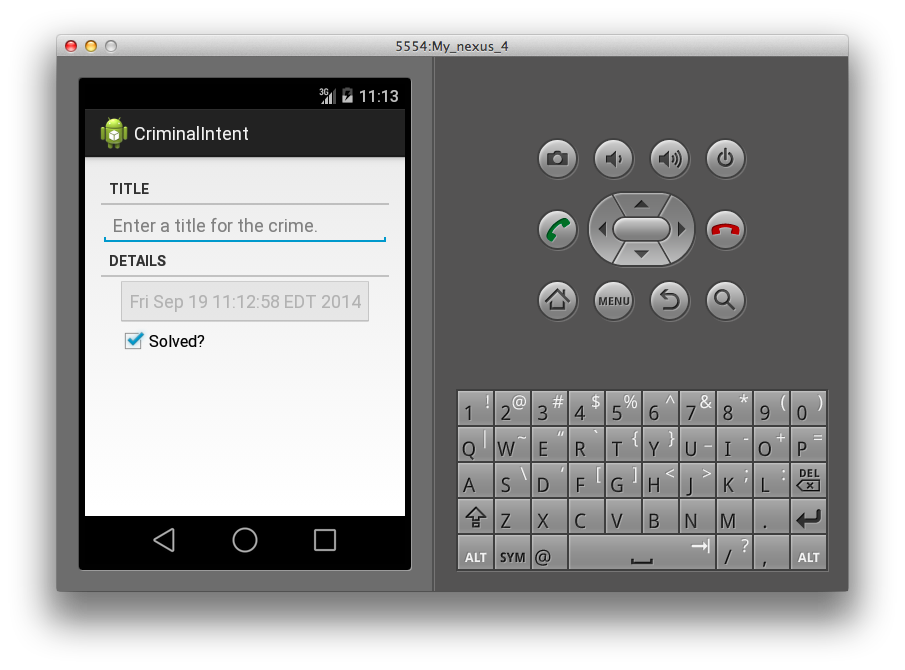 5554:My_nexus_4
3G 11:13
CriminalIntent
TITLE
Enter a title for the crime.
DETAILS
Fri Sep 19 11:12:58 EDT 2014
Solved?
MENU
1 ! 2 @ 3 # 4 $ 5 % 6 ^ 7 & 8 * 9 ( 0 )
Q | W ~ E “ R ` T { Y } U _ I - O + P =
A S \ D ‘ F [ G ] H < J > K ; L : DEL
Z X C V B N M .
ALT SYM @ / ? , ALT